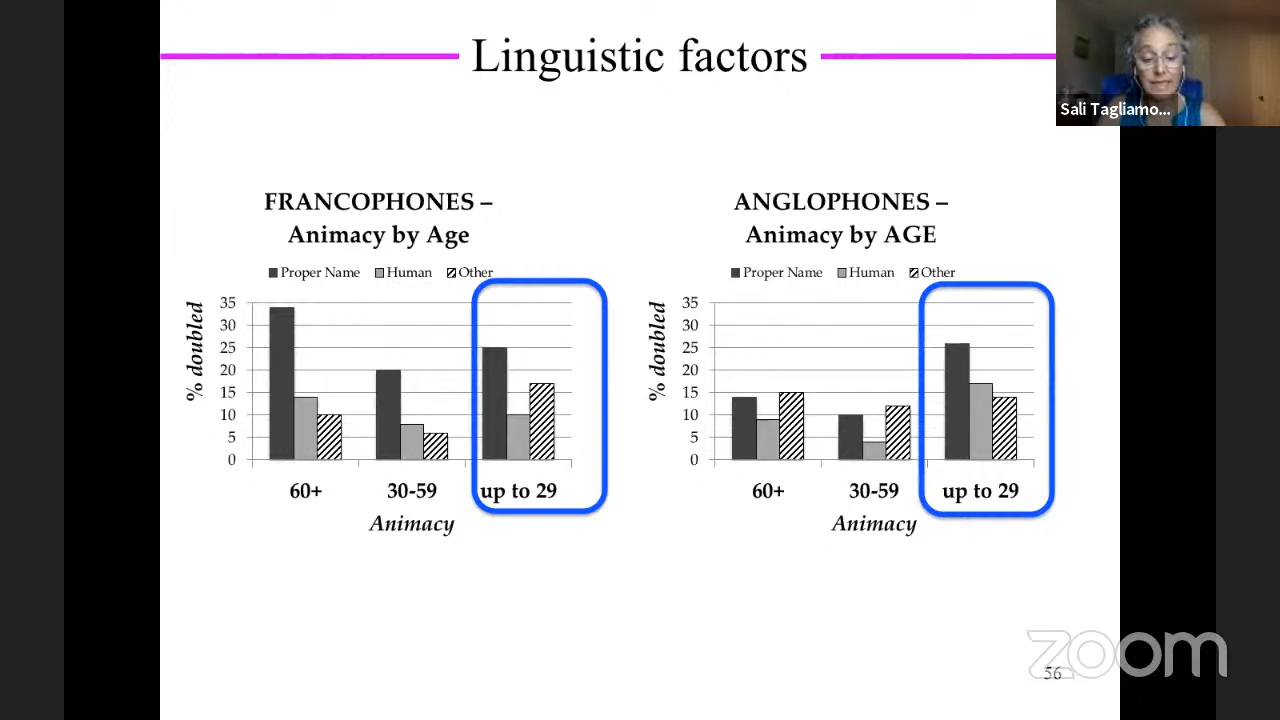 Linguistic factors
Sali Tagliamo...
FRANCOPHONES –
Animacy by Age
Proper Name Human Other
% doubled
35
30
25
20
15
10
5
0
60+ 30-59 up to 29
Animacy
ANGLOPHONES –
Animacy by AGE
Proper Name Human Other
% doubled
35
30
25
20
15
10
5
0
60+ 30-59 up to 29
Animacy
zoom
56